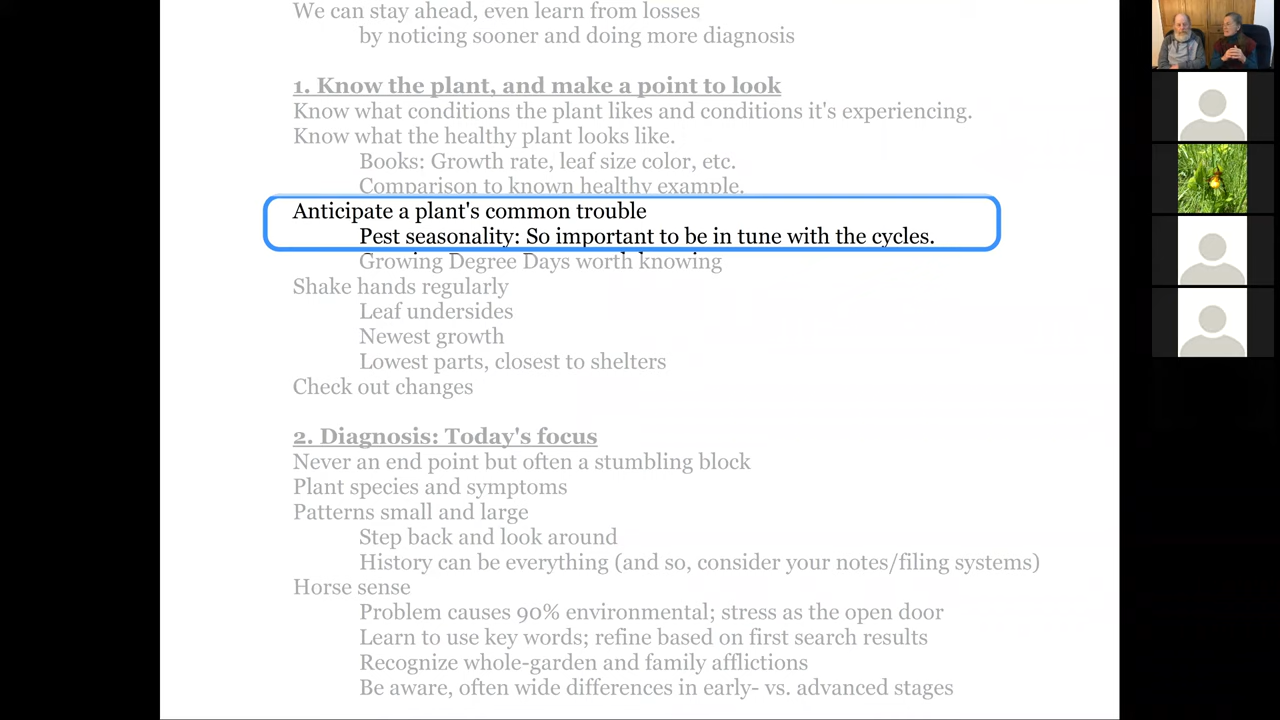 We can stay ahead, even learn from losses
by noticing sooner and doing more diagnosis
1. Know the plant, and make a point to look
Know what conditions the plant likes and conditions it's experiencing.
Know what the healthy plant looks like.
Books: Growth rate, leaf size color, etc.
Comparison to known healthy example.
Anticipate a plant's common trouble
Pest seasonality: So important to be in tune with the cycles.
Growing Degree Days worth knowing
Shake hands regularly
Leaf undersides
Newest growth
Lowest parts, closest to shelters
Check out changes
2. Diagnosis: Today's focus
Never an end point but often a stumbling block
Plant species and symptoms
Patterns small and large
Step back and look around
History can be everything (and so, consider your notes/filing systems)
Horse sense
Problem causes 90% environmental; stress as the open door
Learn to use key words; refine based on first search results
Recognize whole-garden and family afflictions
Be aware, often wide differences in early- vs. advanced stages